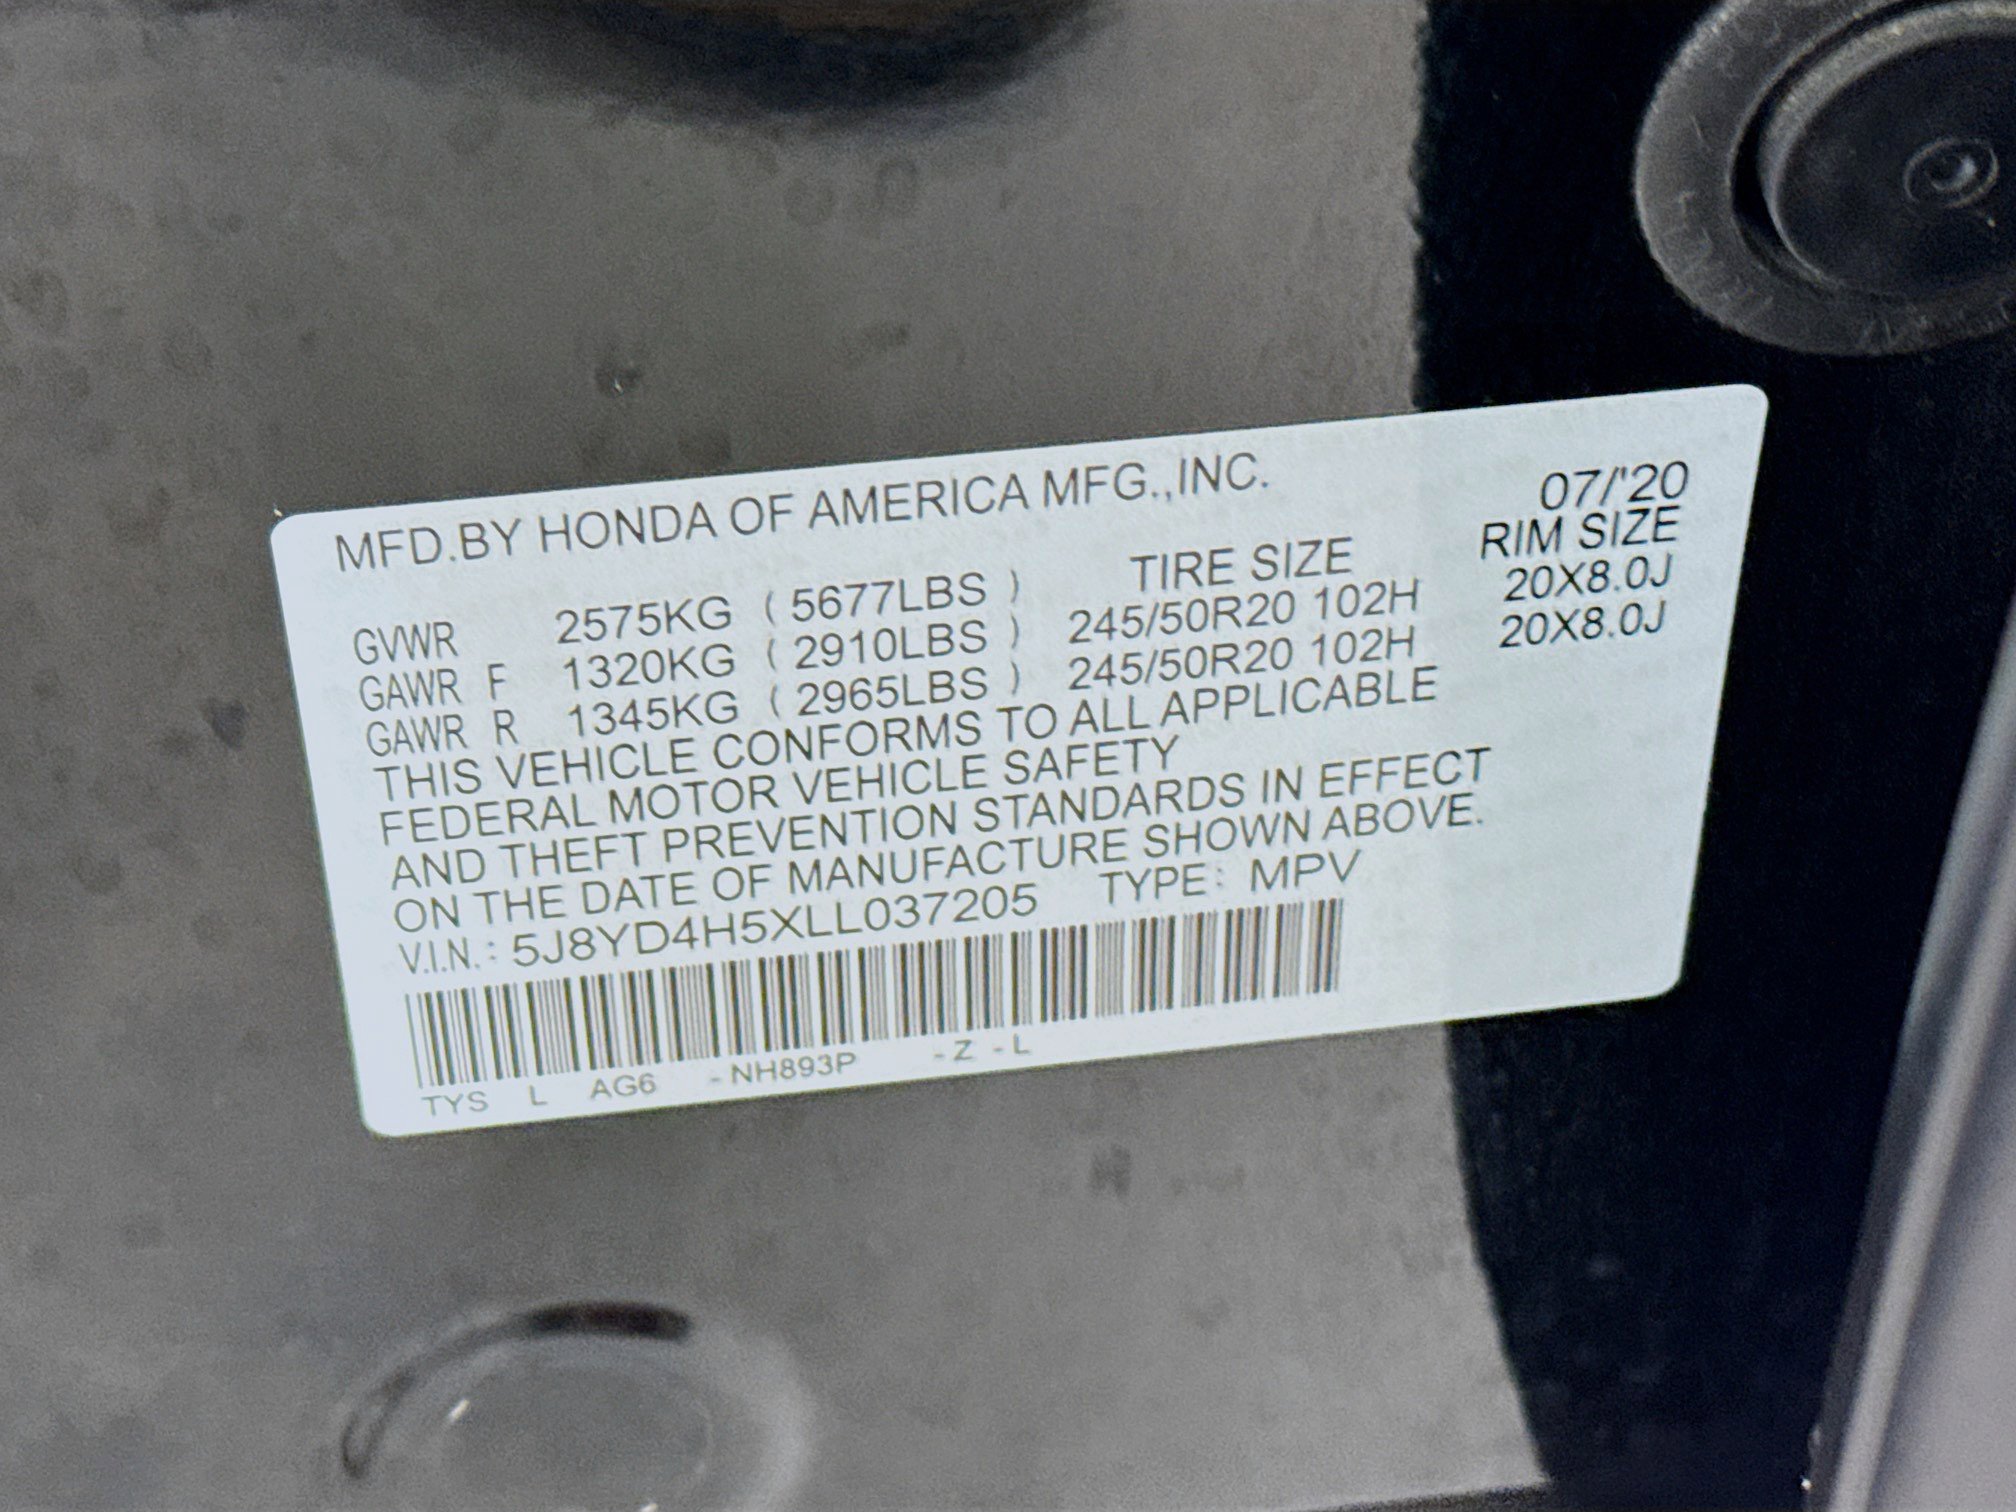 MFD.BY HONDA OF AMERICA MFG.,INC. 07/'20
TIRE SIZE RIM SIZE
GVWR 2575KG ( 5677LBS )
GAWR F 1320KG ( 2910LBS ) 245/50R20 102H 20X8.0J
GAWR R 1345KG ( 2965LBS ) 245/50R20 102H 20X8.0J
THIS VEHICLE CONFORMS TO ALL APPLICABLE
FEDERAL MOTOR VEHICLE SAFETY
AND THEFT PREVENTION STANDARDS IN EFFECT
ON THE DATE OF MANUFACTURE SHOWN ABOVE.
V.I.N.: 5J8YD4H5XLL037205 TYPE: MPV
TYS L AG6 -NH893P -Z -L